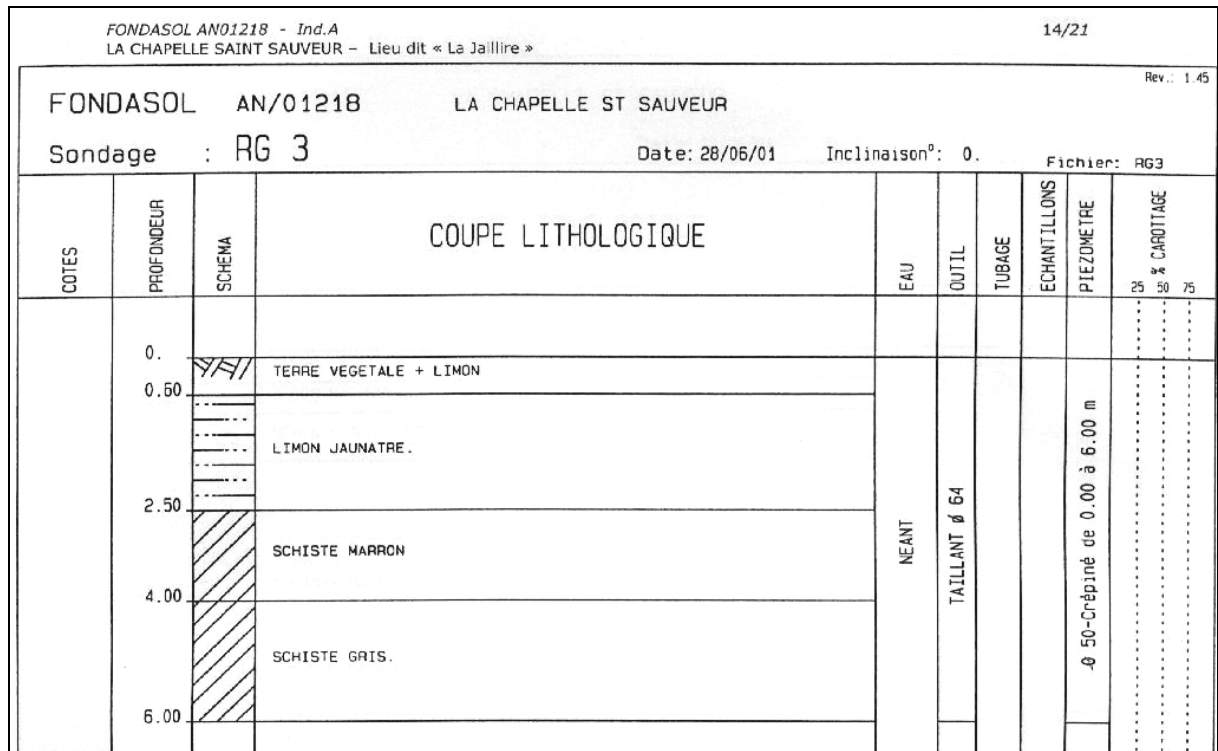 FONDASOL AN01218 - Ind.A
14/21
LA CHAPELLE SAINT SAUVEUR – Lieu dit « La Jaillire »
Rev.: 1.45
FONDASOL AN/01218 LA CHAPELLE ST SAUVEUR
Sondage : RG 3 Date: 28/06/01 Inclinaison°: 0. Fichier: RG3
COTES
PROFONDEUR
SCHEMA
COUPE LITHOLOGIQUE
EAU
OUTIL
TUBAGE
ECHANTILLONS
PIEZOMETRE
% CAROTTAGE
25 50 75
0.
TERRE VEGETALE + LIMON
0.60
LIMON JAUNATRE.
2.50
SCHISTE MARRON
4.00
SCHISTE GRIS.
6.00
NEANT
TAILLANT ø 64
ø 50-Crépiné de 0.00 à 6.00 m